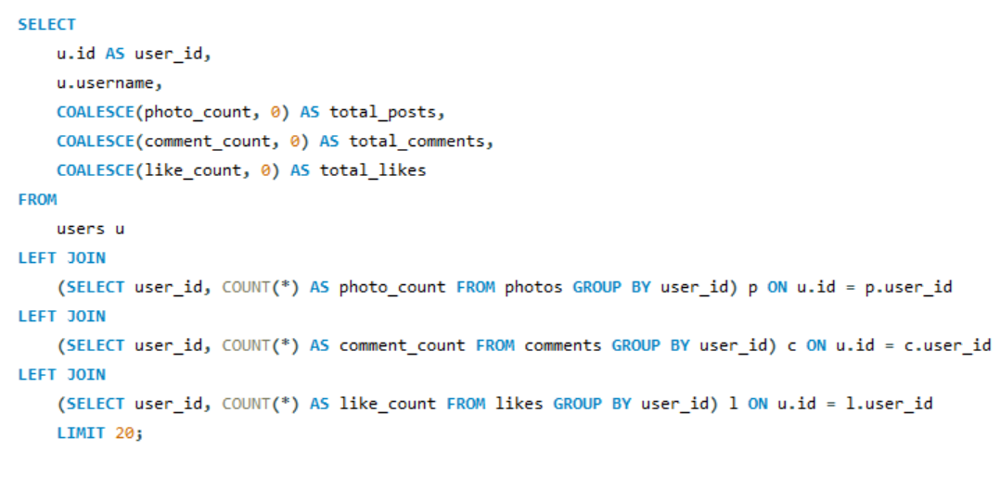 SELECT
    u.id AS user_id,
    u.username,
    COALESCE(photo_count, 0) AS total_posts,
    COALESCE(comment_count, 0) AS total_comments,
    COALESCE(like_count, 0) AS total_likes
FROM
    users u
LEFT JOIN
    (SELECT user_id, COUNT(*) AS photo_count FROM photos GROUP BY user_id) p ON u.id = p.user_id
LEFT JOIN
    (SELECT user_id, COUNT(*) AS comment_count FROM comments GROUP BY user_id) c ON u.id = c.user_id
LEFT JOIN
    (SELECT user_id, COUNT(*) AS like_count FROM likes GROUP BY user_id) l ON u.id = l.user_id
    LIMIT 20;